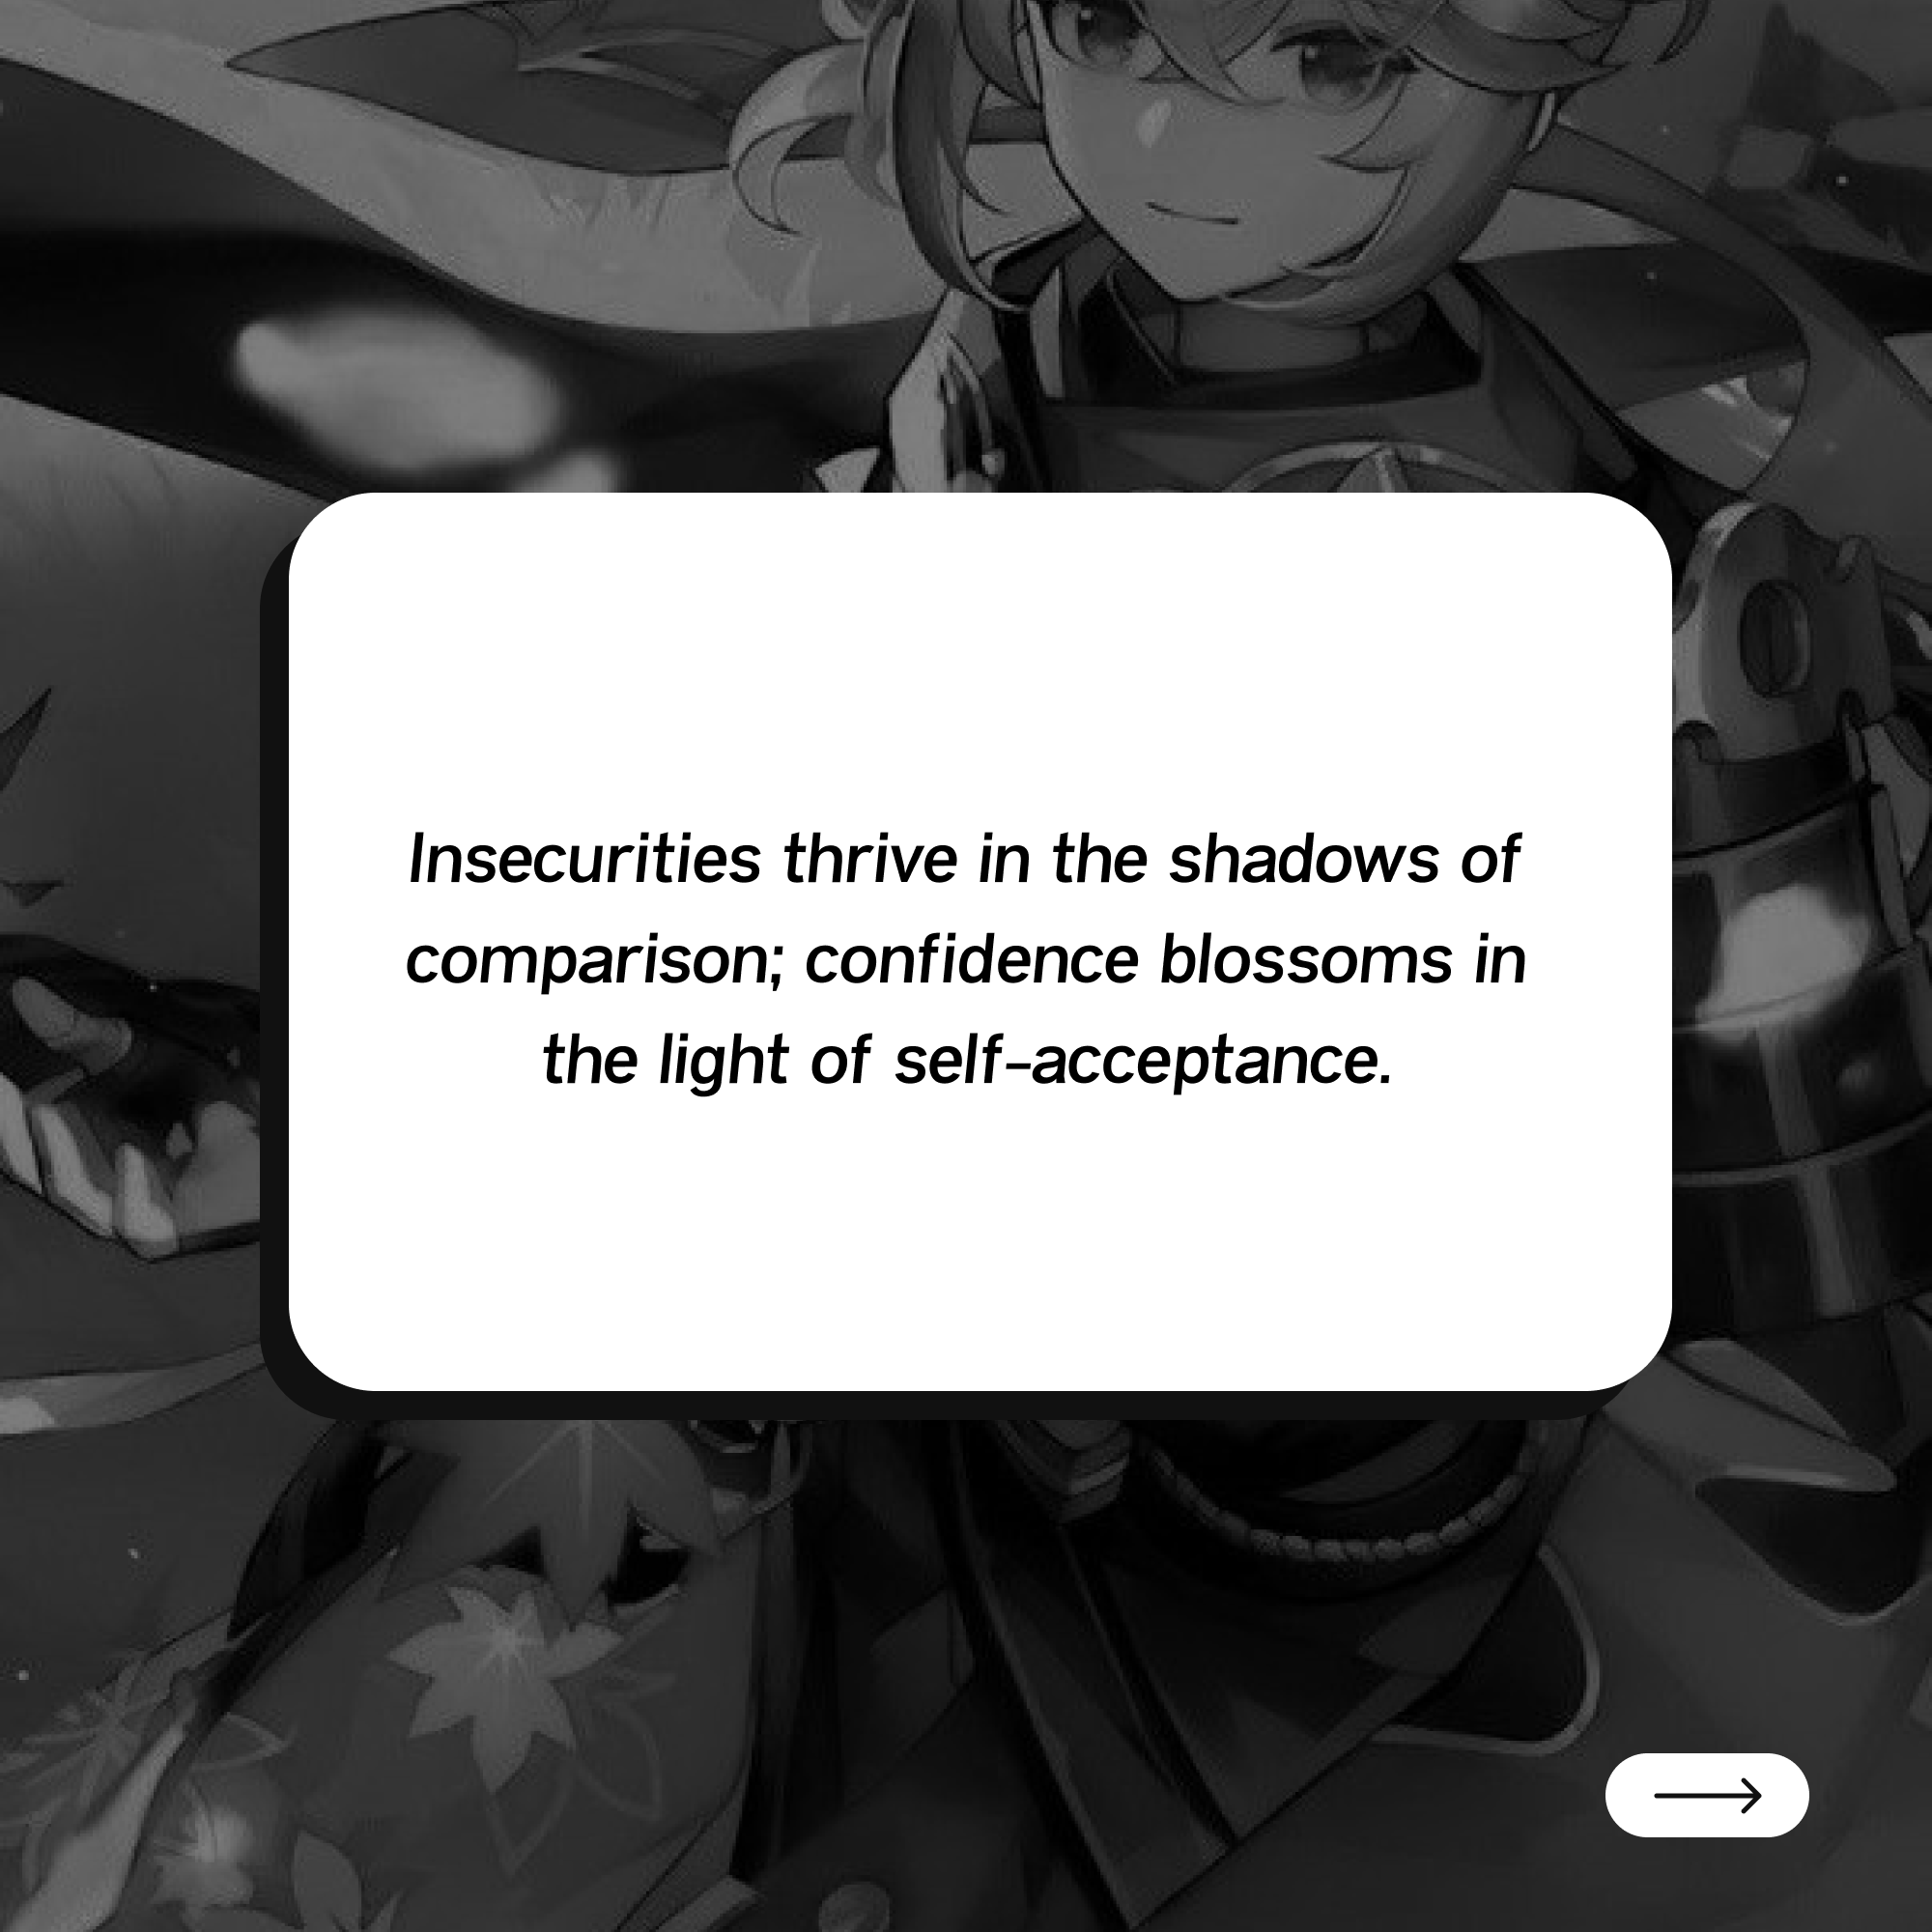 Insecurities thrive in the shadows of
comparison; confidence blossoms in
the light of self-acceptance.